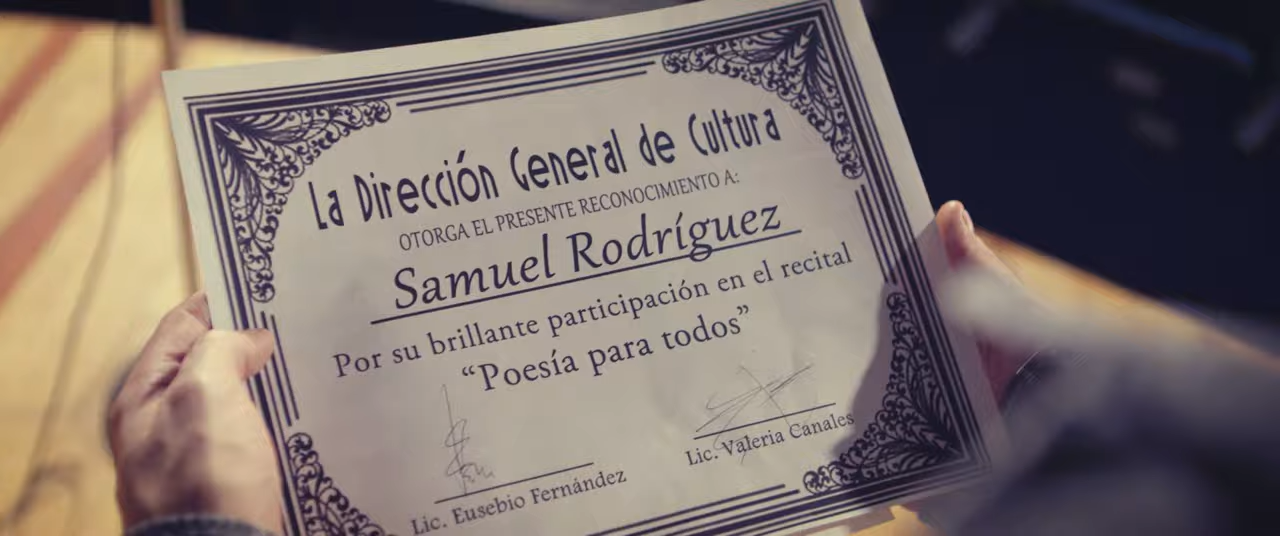 La Dirección General de Cultura
OTORGA EL PRESENTE RECONOCIMIENTO A:
Samuel Rodríguez
Por su brillante participación en el recital
“Poesía para todos”
Lic. Eusebio Fernández
Lic. Valeria Canales